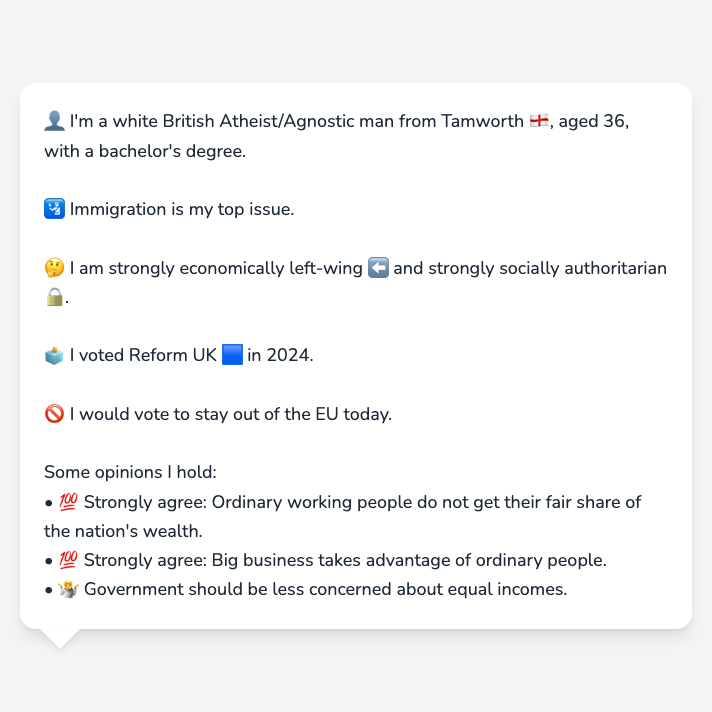 👤 I'm a white British Atheist/Agnostic man from Tamworth 🏴󠁧󠁢󠁥󠁮󠁧󠁿, aged 36,
with a bachelor's degree.
🛂 Immigration is my top issue.
🤔 I am strongly economically left-wing ⬅️ and strongly socially authoritarian
🔒.
🗳️ I voted Reform UK 🟦 in 2024.
🚫 I would vote to stay out of the EU today.
Some opinions I hold:
• 💯 Strongly agree: Ordinary working people do not get their fair share of
the nation's wealth.
• 💯 Strongly agree: Big business takes advantage of ordinary people.
• 🤷 Government should be less concerned about equal incomes.